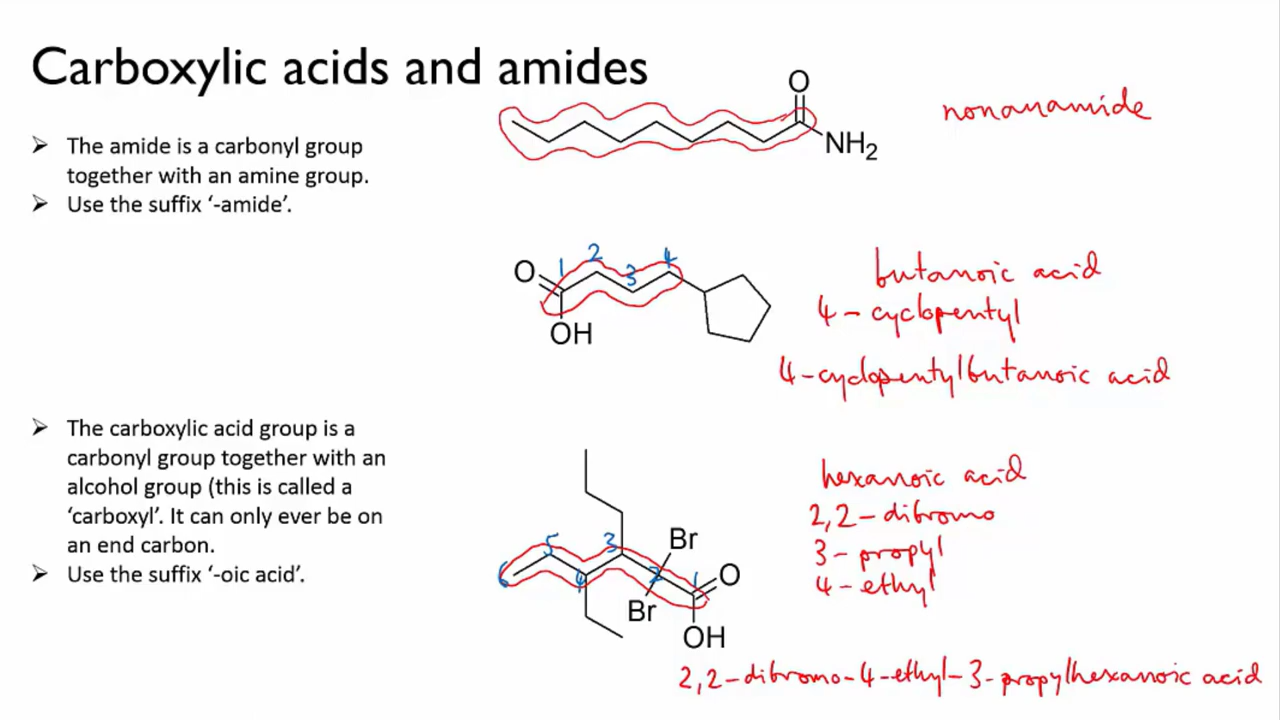 Carboxylic acids and amides
➢ The amide is a carbonyl group
together with an amine group.
➢ Use the suffix '-amide'.
O
NH₂
nonanamide
O
1
2
3
4
OH
butanoic acid
4-cyclopentyl
4-cyclopentylbutanoic acid
➢ The carboxylic acid group is a
carbonyl group together with an
alcohol group (this is called a
'carboxyl'. It can only ever be on
an end carbon.
➢ Use the suffix '-oic acid'.
6
5
4
3
2
1
Br
Br
O
OH
hexanoic acid
2,2-dibromo
3-propyl
4-ethyl
2,2-dibromo-4-ethyl-3-propylhexanoic acid